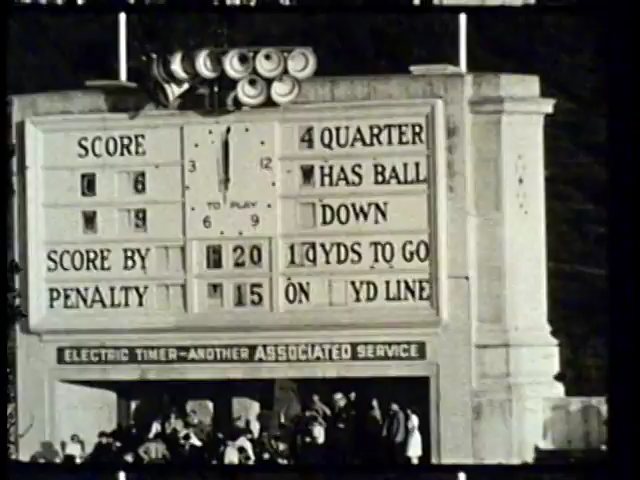 SCORE
C 6
W 9
SCORE BY
PENALTY
3 12
TO PLAY
6 9
20
15
4 QUARTER
W HAS BALL
DOWN
10 YDS TO GO
ON YD LINE
ELECTRIC TIMER-ANOTHER ASSOCIATED SERVICE